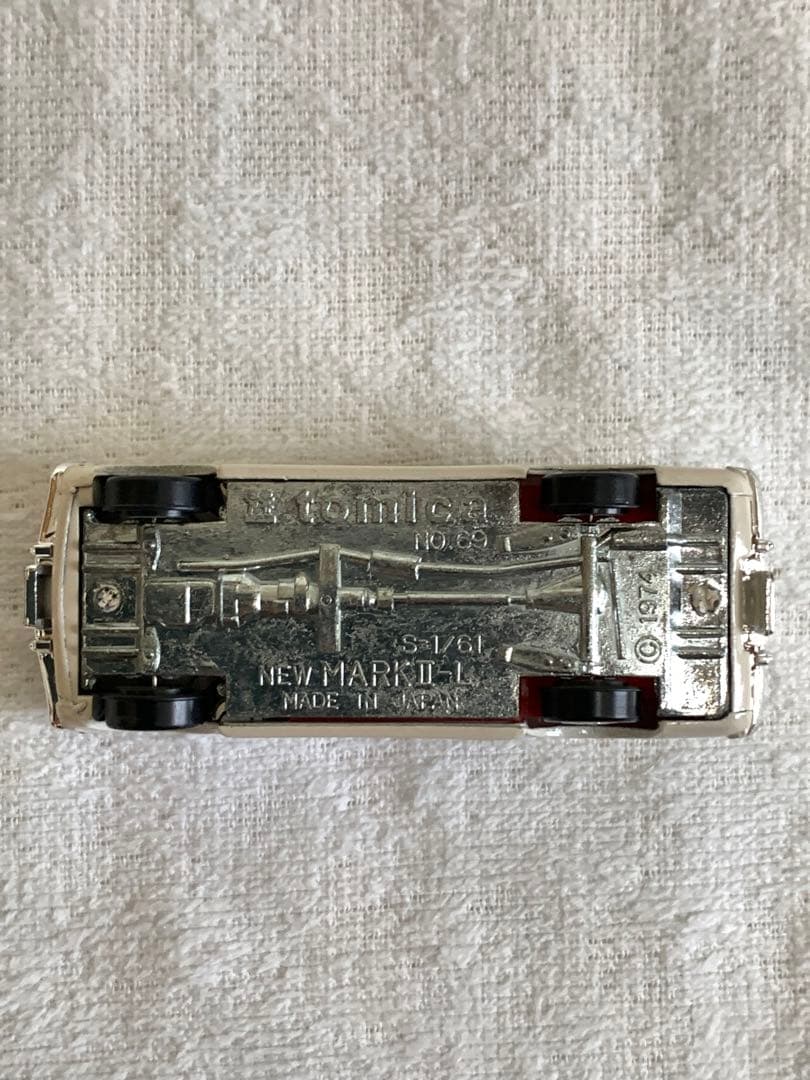 tomica
NO.69
S=1/61
NEW MARKⅡ-L
MADE IN JAPAN
© 1974